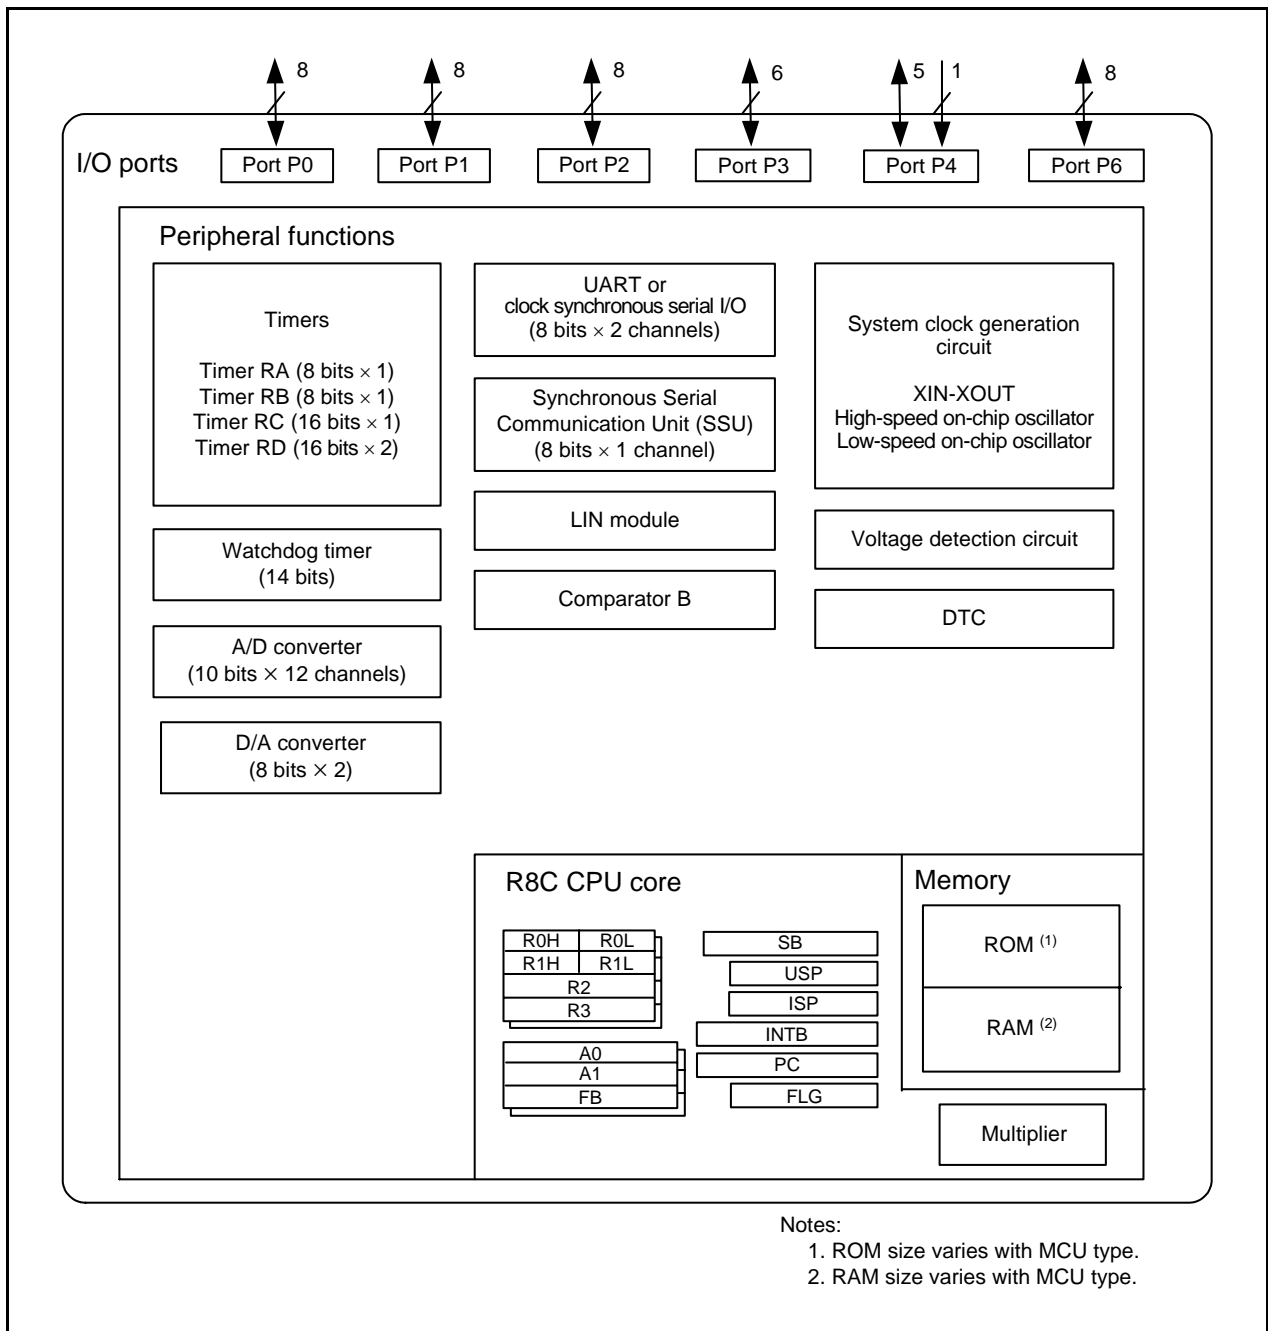 8 8 8 6 5 1 8
I/O ports
Port P0 Port P1 Port P2 Port P3 Port P4 Port P6
Peripheral functions
Timers
Timer RA (8 bits × 1)
Timer RB (8 bits × 1)
Timer RC (16 bits × 1)
Timer RD (16 bits × 2)
Watchdog timer
(14 bits)
A/D converter
(10 bits × 12 channels)
D/A converter
(8 bits × 2)
UART or
clock synchronous serial I/O
(8 bits × 2 channels)
Synchronous Serial
Communication Unit (SSU)
(8 bits × 1 channel)
LIN module
Comparator B
System clock generation
circuit
XIN-XOUT
High-speed on-chip oscillator
Low-speed on-chip oscillator
Voltage detection circuit
DTC
R8C CPU core
R0H R0L
R1H R1L
R2
R3
A0
A1
FB
SB
USP
ISP
INTB
PC
FLG
Memory
ROM (1)
RAM (2)
Multiplier
Notes:
1. ROM size varies with MCU type.
2. RAM size varies with MCU type.